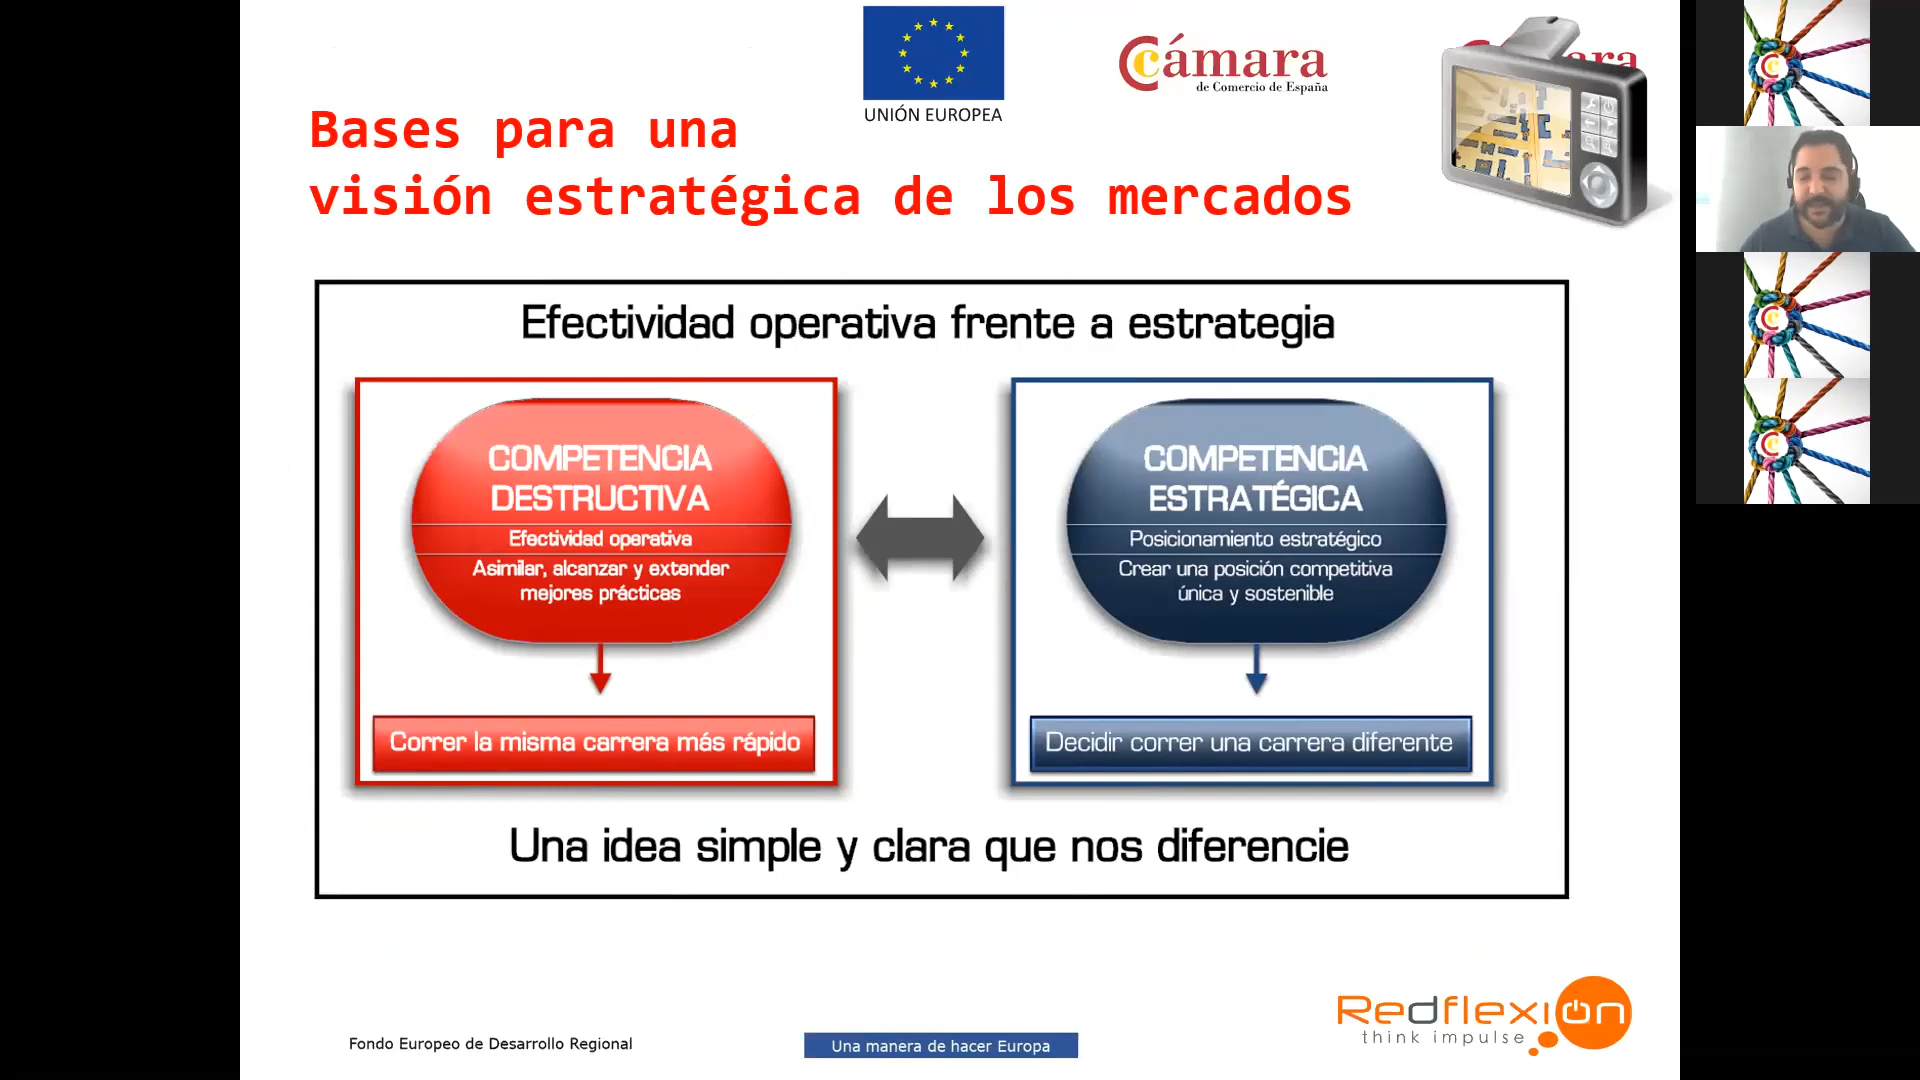 UNIÓN EUROPEA
Cámara
de Comercio de España
ara
Bases para una
visión estratégica de los mercados
Efectividad operativa frente a estrategia
COMPETENCIA
DESTRUCTIVA
Efectividad operativa
Asimilar, alcanzar y extender
mejores prácticas
Correr la misma carrera más rápido
COMPETENCIA
ESTRATÉGICA
Posicionamiento estratégico
Crear una posición competitiva
única y sostenible
Decidir correr una carrera diferente
Una idea simple y clara que nos diferencie
Fondo Europeo de Desarrollo Regional
Una manera de hacer Europa
Redflexion
think impulse